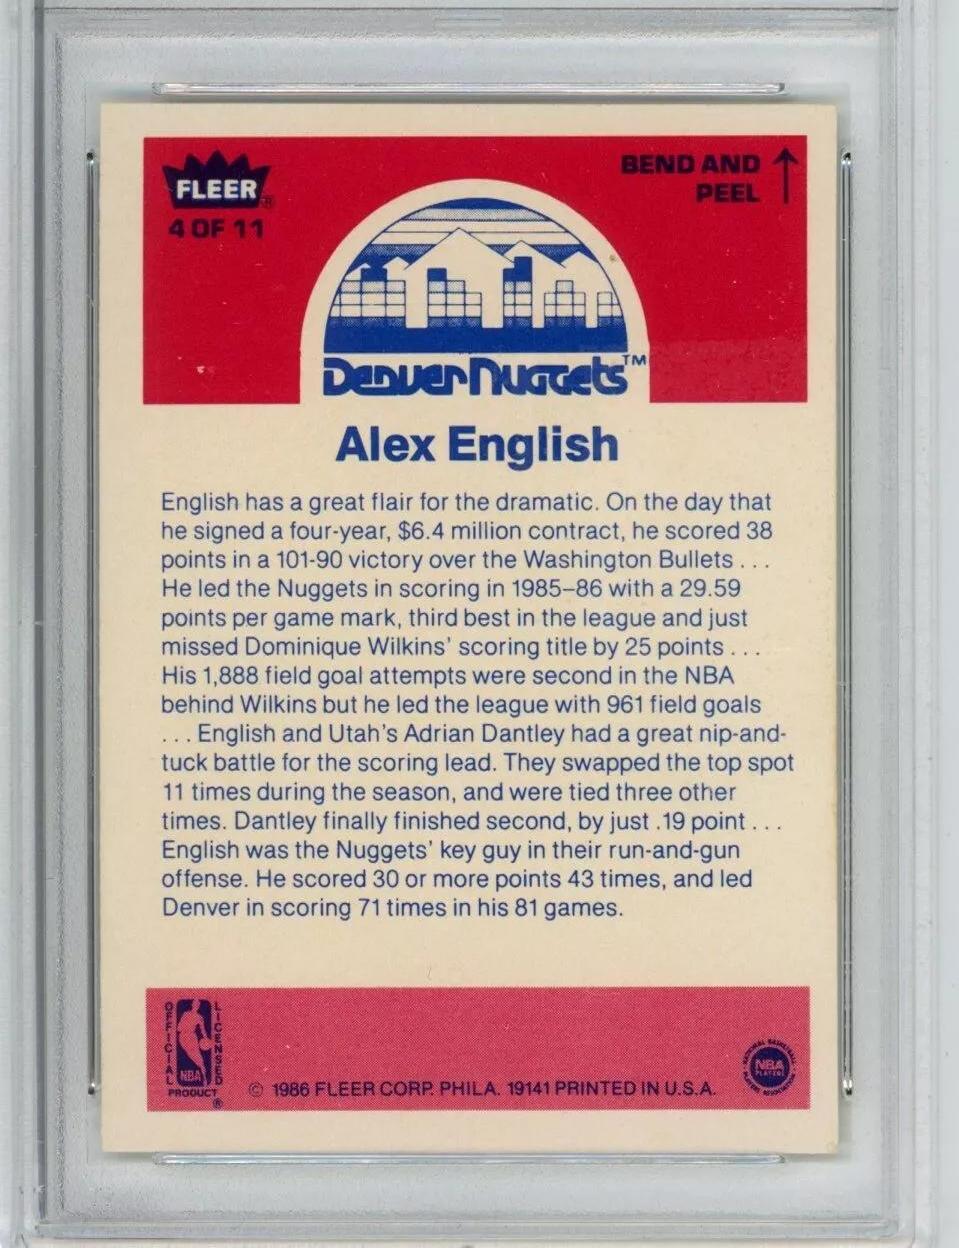 FLEER®
4 OF 11
BEND AND
PEEL
Denver Nuggets™
Alex English
English has a great flair for the dramatic. On the day that
he signed a four-year, $6.4 million contract, he scored 38
points in a 101-90 victory over the Washington Bullets . . .
He led the Nuggets in scoring in 1985–86 with a 29.59
points per game mark, third best in the league and just
missed Dominique Wilkins' scoring title by 25 points . . .
His 1,888 field goal attempts were second in the NBA
behind Wilkins but he led the league with 961 field goals
. . . English and Utah's Adrian Dantley had a great nip-and-
tuck battle for the scoring lead. They swapped the top spot
11 times during the season, and were tied three other
times. Dantley finally finished second, by just .19 point . . .
English was the Nuggets' key guy in their run-and-gun
offense. He scored 30 or more points 43 times, and led
Denver in scoring 71 times in his 81 games.
OFFICIAL
LICENSED
NBA
PRODUCT
®
© 1986 FLEER CORP. PHILA. 19141 PRINTED IN U.S.A.
NATIONAL BASKETBALL
NBA
PLAYERS
PLAYERS ASSOCIATION